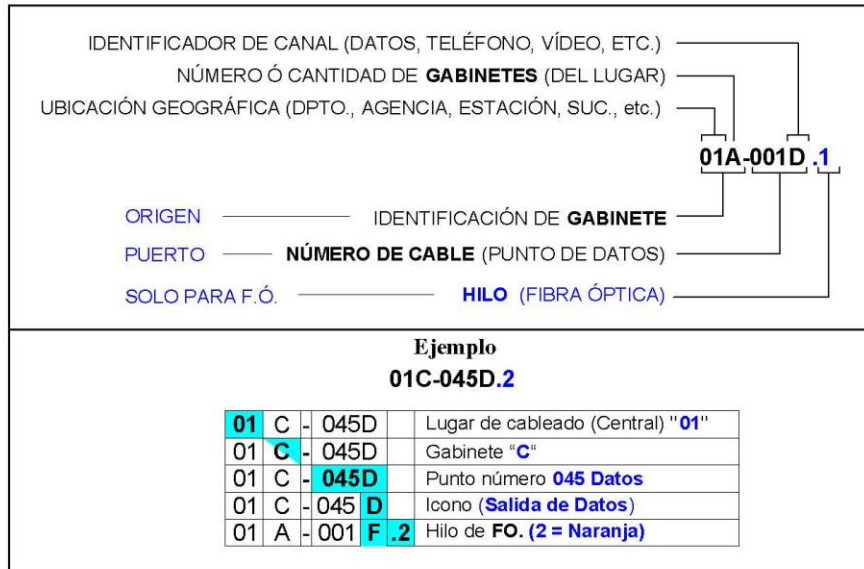 IDENTIFICADOR DE CANAL (DATOS, TELÉFONO, VÍDEO, ETC.)
NÚMERO Ó CANTIDAD DE GABINETES (DEL LUGAR)
UBICACIÓN GEOGRÁFICA (DPTO., AGENCIA, ESTACIÓN, SUC., etc.)
01A-001D .1
ORIGEN IDENTIFICACIÓN DE GABINETE
PUERTO NÚMERO DE CABLE (PUNTO DE DATOS)
SOLO PARA F.Ó. HILO (FIBRA ÓPTICA)
Ejemplo
01C-045D.2
01 C - 045D Lugar de cableado (Central) "01"
01 C - 045D Gabinete “C“
01 C - 045D Punto número 045 Datos
01 C - 045 D Icono (Salida de Datos)
01 A - 001 F .2 Hilo de FO. (2 = Naranja)